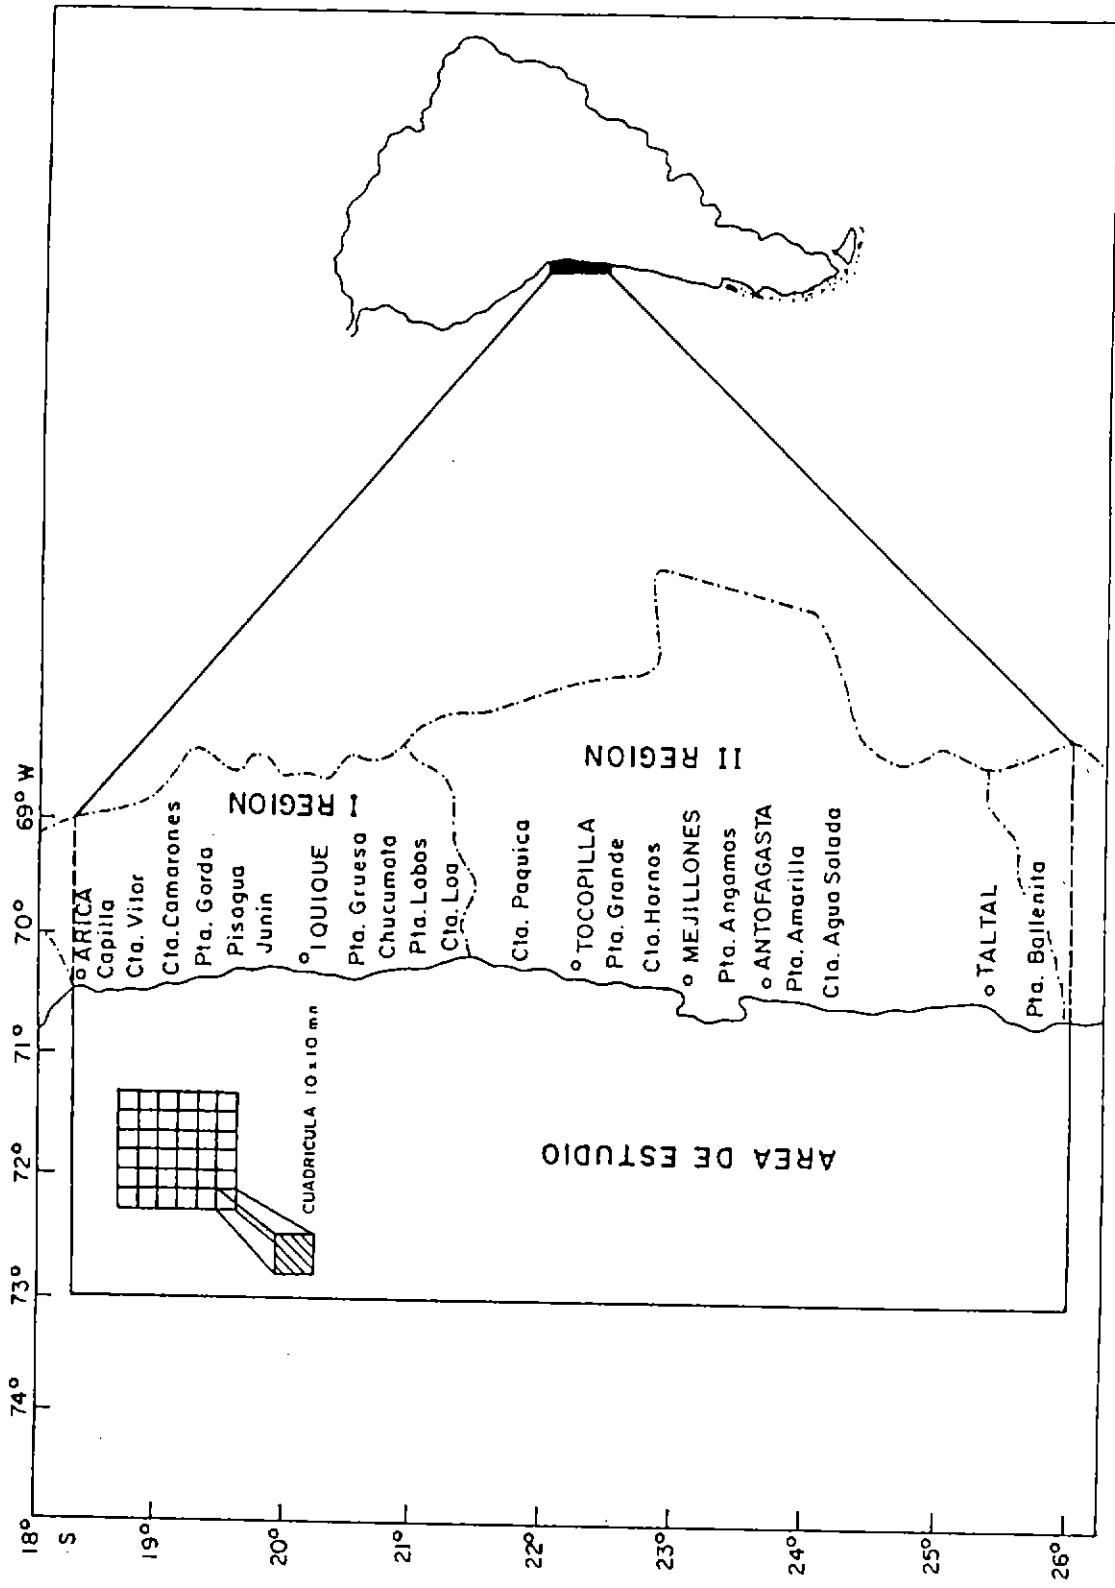 74° 73° 72° 71° 70° 69° W
18°
S
19°
20°
21°
22°
23°
24°
25°
26°
ARICA
Capilla
Cta. Vitor
Cta. Camarones
Pta. Gorda
Pisagua
Junin
IQUIQUE
Pta. Gruesa
Chucumata
Pta. Lobos
Cta. Loa
Cta. Paquica
TOCOPILLA
Pta. Grande
Cta. Hornos
MEJILLONES
Pta. Angamos
ANTOFAGASTA
Pta. Amarilla
Cta. Agua Salada
TALTAL
Pta. Ballenita
I REGION
II REGION
CUADRICULA 10 x 10 mn
AREA DE ESTUDIO